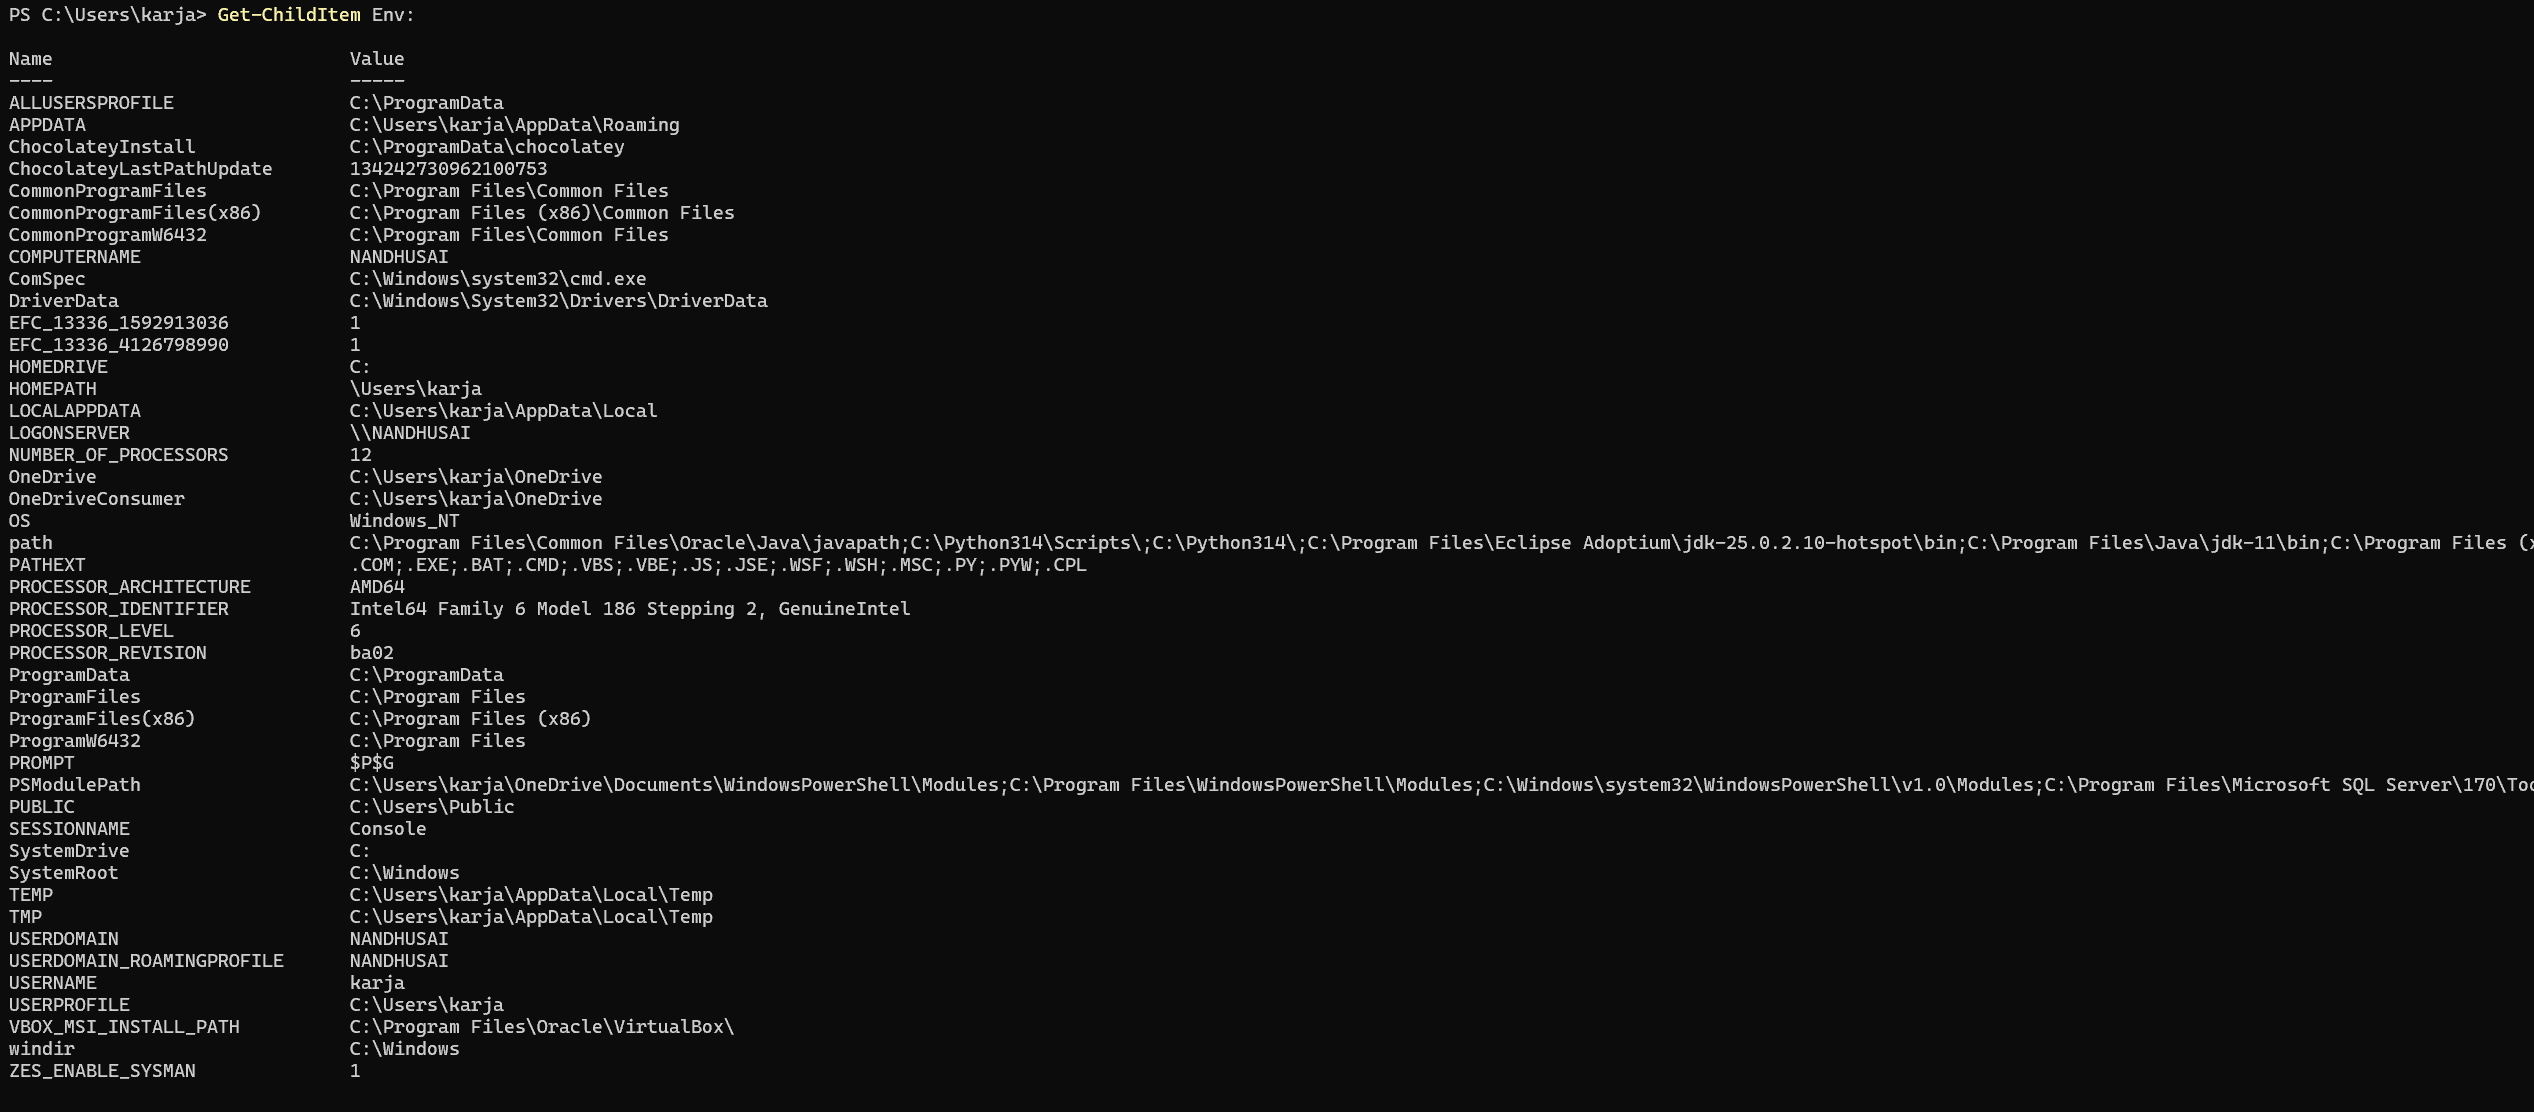 PS C:\Users\karja> Get-ChildItem Env:
Name Value
---- -----
ALLUSERSPROFILE C:\ProgramData
APPDATA C:\Users\karja\AppData\Roaming
ChocolateyInstall C:\ProgramData\chocolatey
ChocolateyLastPathUpdate 134242730962100753
CommonProgramFiles C:\Program Files\Common Files
CommonProgramFiles(x86) C:\Program Files (x86)\Common Files
CommonProgramW6432 C:\Program Files\Common Files
COMPUTERNAME NANDHUSAI
ComSpec C:\Windows\system32\cmd.exe
DriverData C:\Windows\System32\Drivers\DriverData
EFC_13336_1592913036 1
EFC_13336_4126798990 1
HOMEDRIVE C:
HOMEPATH \Users\karja
LOCALAPPDATA C:\Users\karja\AppData\Local
LOGONSERVER \\NANDHUSAI
NUMBER_OF_PROCESSORS 12
OneDrive C:\Users\karja\OneDrive
OneDriveConsumer C:\Users\karja\OneDrive
OS Windows_NT
path C:\Program Files\Common Files\Oracle\Java\javapath;C:\Python314\Scripts\;C:\Python314\;C:\Program Files\Eclipse Adoptium\jdk-25.0.2.10-hotspot\bin;C:\Program Files\Java\jdk-11\bin;C:\Program Files (
PATHEXT .COM;.EXE;.BAT;.CMD;.VBS;.VBE;.JS;.JSE;.WSF;.WSH;.MSC;.PY;.PYW;.CPL
PROCESSOR_ARCHITECTURE AMD64
PROCESSOR_IDENTIFIER Intel64 Family 6 Model 186 Stepping 2, GenuineIntel
PROCESSOR_LEVEL 6
PROCESSOR_REVISION ba02
ProgramData C:\ProgramData
ProgramFiles C:\Program Files
ProgramFiles(x86) C:\Program Files (x86)
ProgramW6432 C:\Program Files
PROMPT $P$G
PSModulePath C:\Users\karja\OneDrive\Documents\WindowsPowerShell\Modules;C:\Program Files\WindowsPowerShell\Modules;C:\Windows\system32\WindowsPowerShell\v1.0\Modules;C:\Program Files\Microsoft SQL Server\170\To
PUBLIC C:\Users\Public
SESSIONNAME Console
SystemDrive C:
SystemRoot C:\Windows
TEMP C:\Users\karja\AppData\Local\Temp
TMP C:\Users\karja\AppData\Local\Temp
USERDOMAIN NANDHUSAI
USERDOMAIN_ROAMINGPROFILE NANDHUSAI
USERNAME karja
USERPROFILE C:\Users\karja
VBOX_MSI_INSTALL_PATH C:\Program Files\Oracle\VirtualBox\
windir C:\Windows
ZES_ENABLE_SYSMAN 1